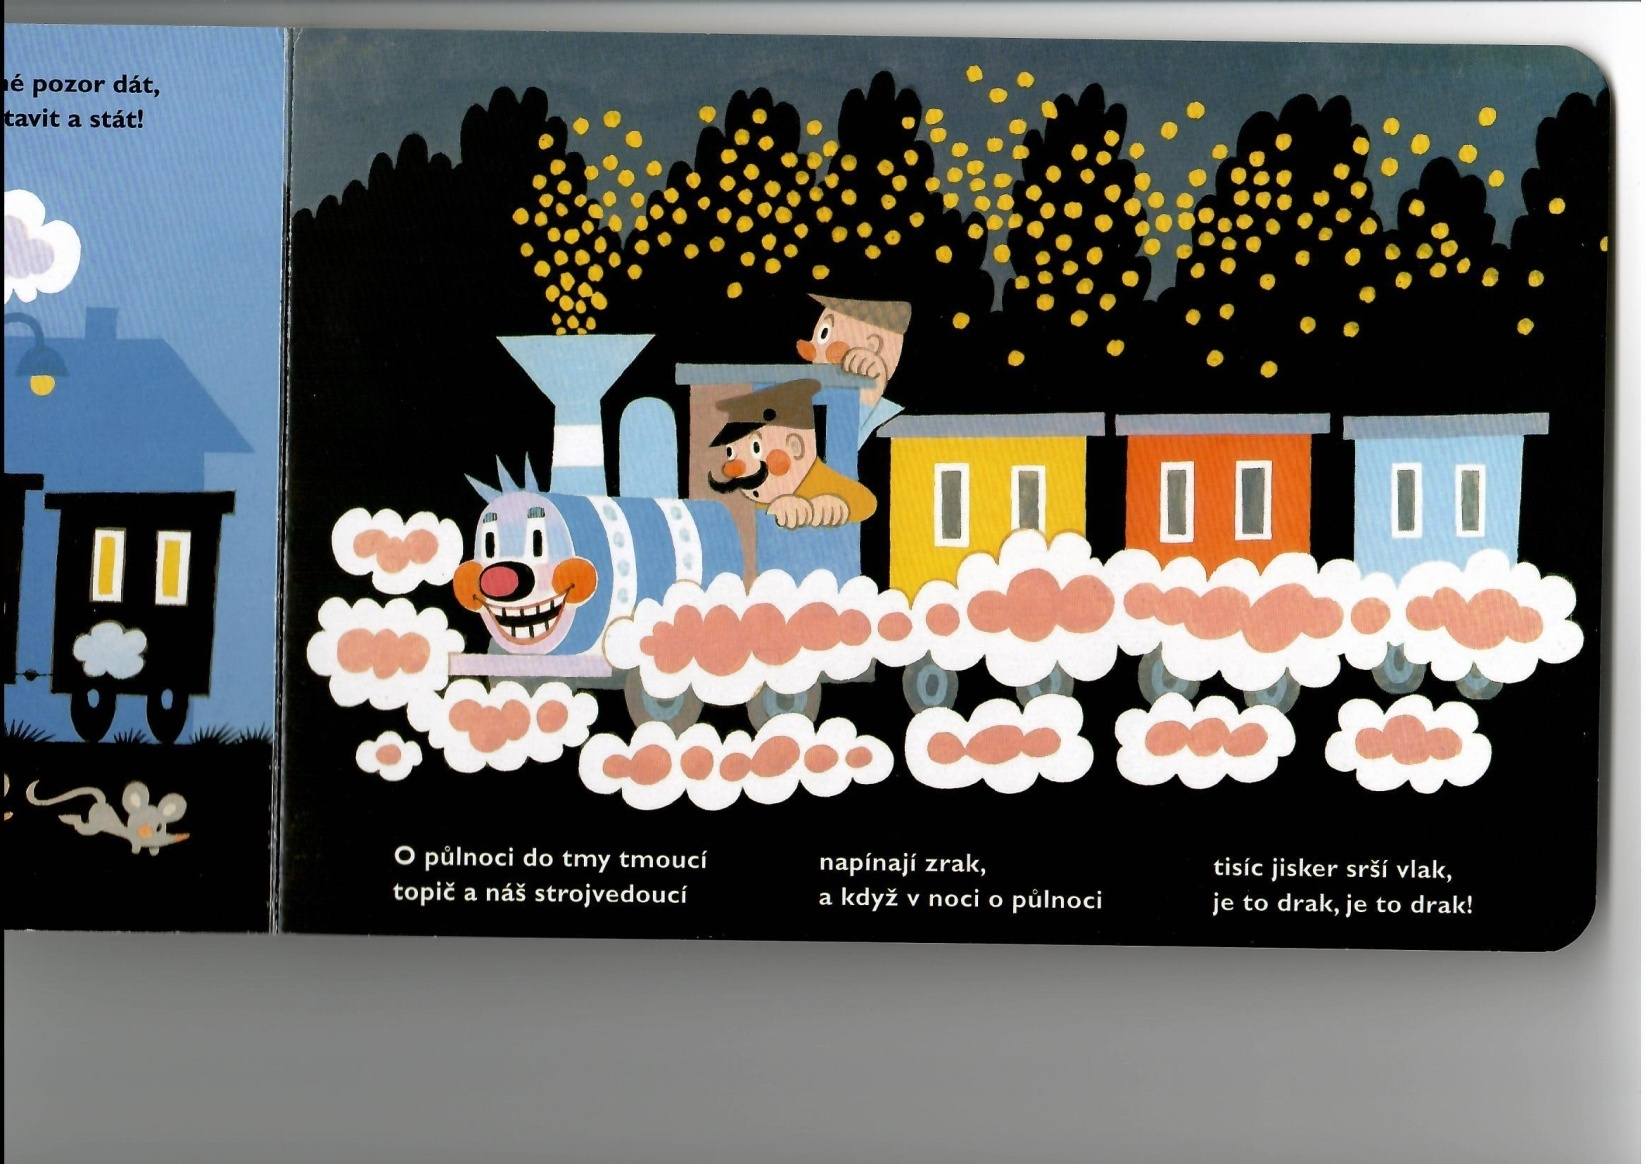 pozor dát,
a stát!
O půlnoci do tmy tmoucí
topič a náš strojvedoucí
napínají zrak,
a když v noci o půlnoci
tisíc jisker srší vlak,
je to drak, je to drak!